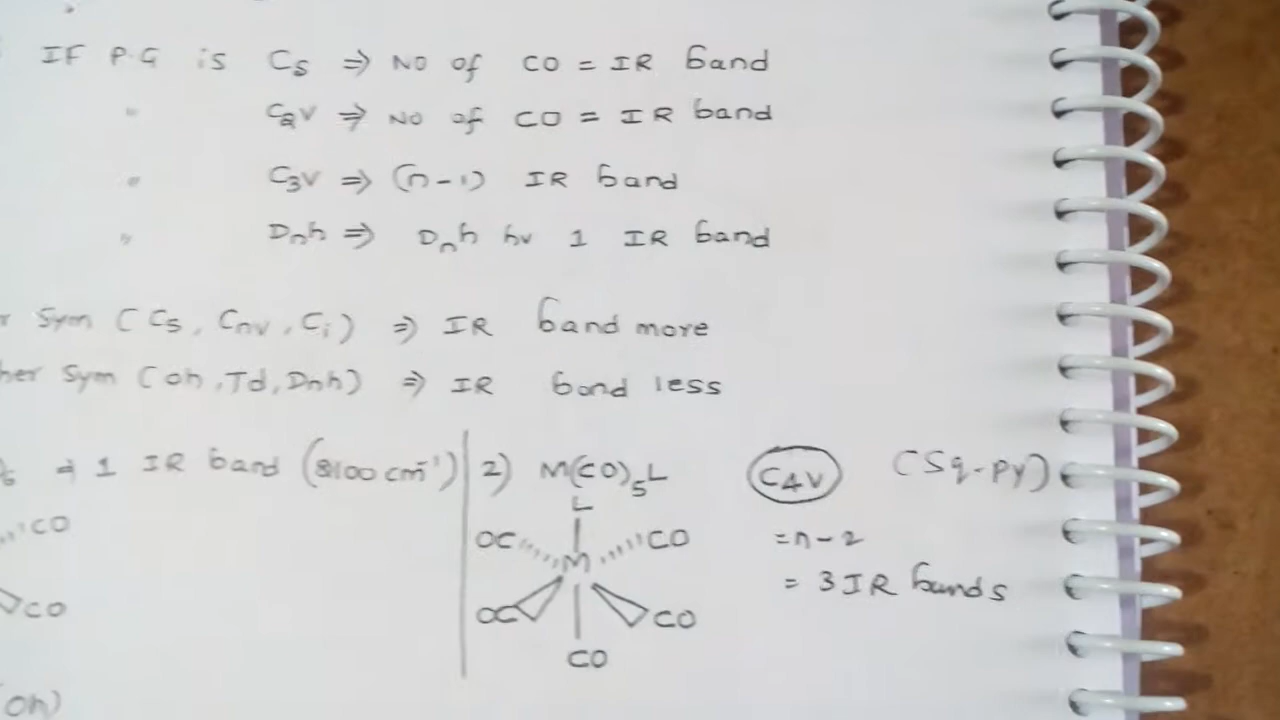 IF P.G is Cs ⇒ NO of CO = IR band
" C2v ⇒ NO of CO = IR band
" C3v ⇒ (n-1) IR band
" Dnh ⇒ Dnh hv 1 IR band
Sym (Cs, Cnv, Ci) ⇒ IR band more
Sym (oh, Td, Dnh) ⇒ IR band less
⇒ 1 IR band (2100 cm⁻¹)
2) M(CO)5L C4V (Sq-py)
L
CO
OC M CO
= n-2
OC CO
= 3 IR bands
CO
CO
oh)